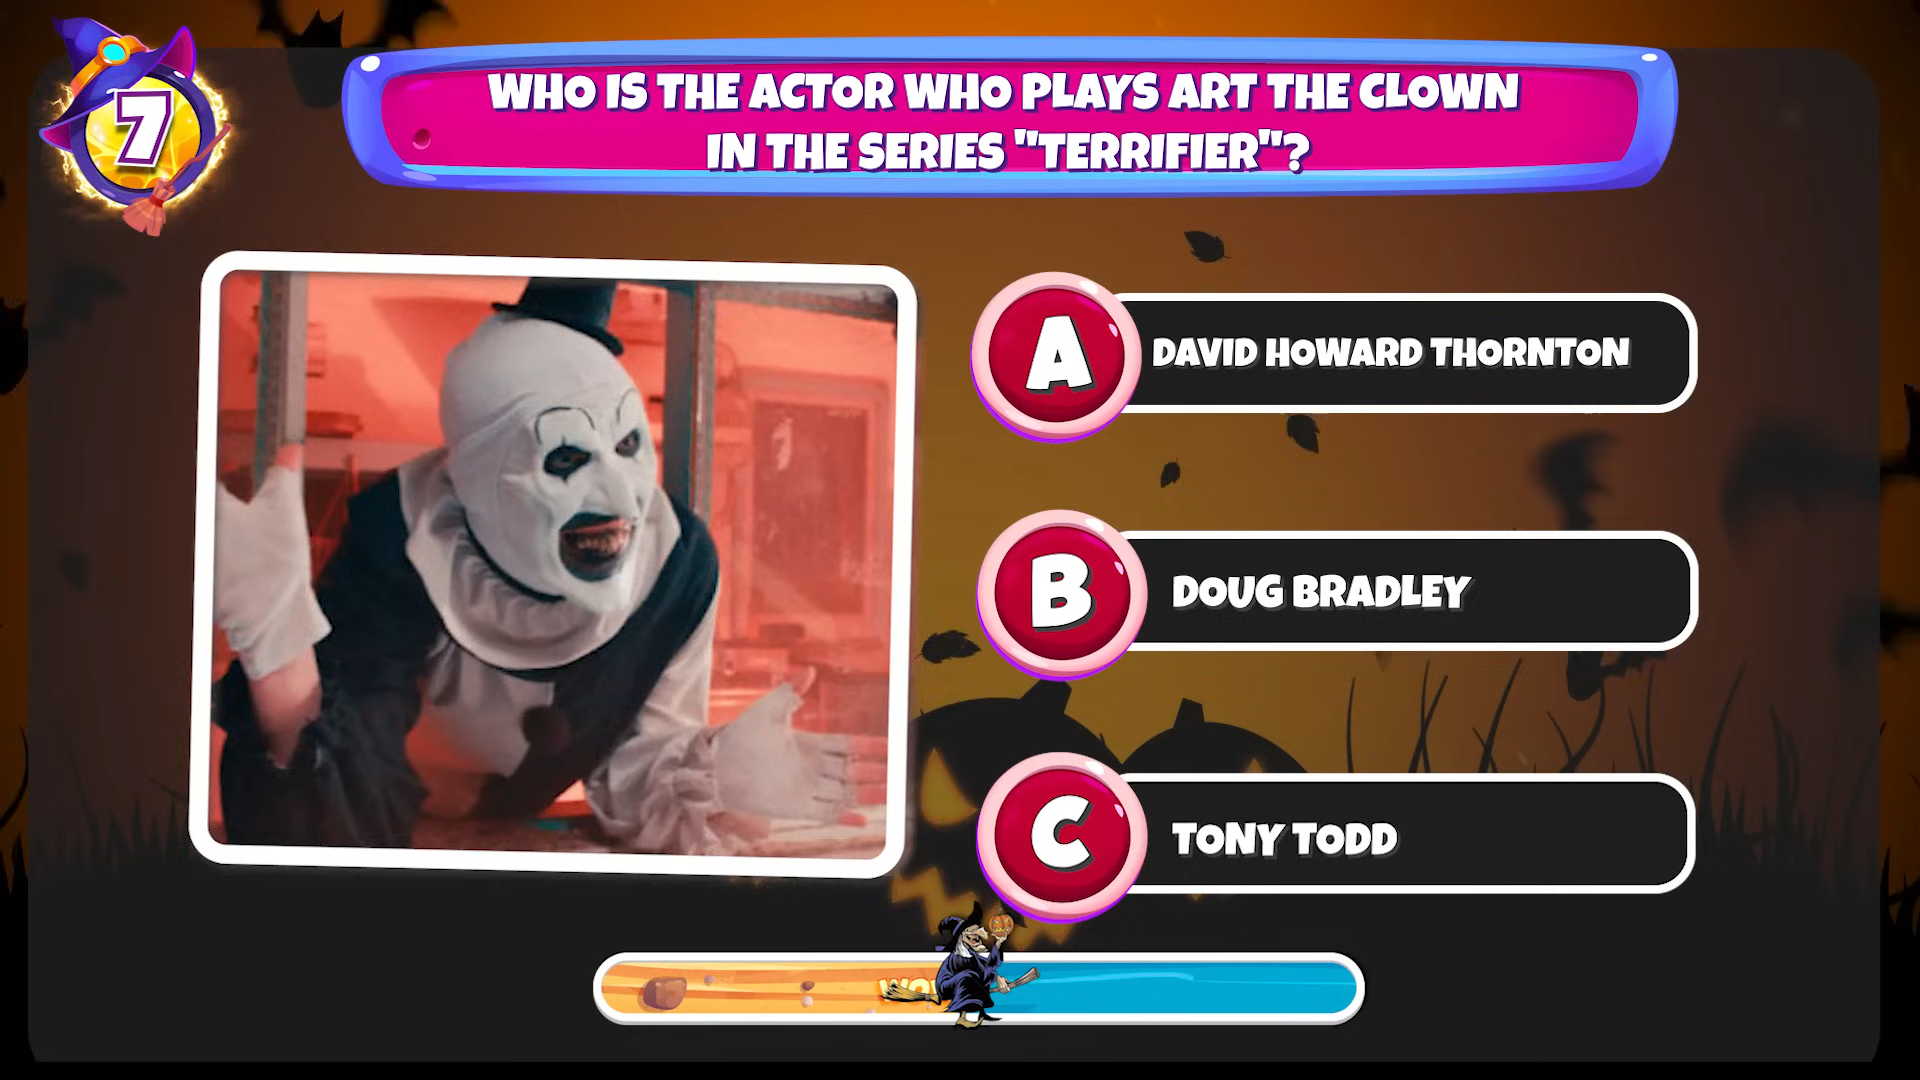 7
WHO IS THE ACTOR WHO PLAYS ART THE CLOWN
IN THE SERIES "TERRIFIER"?
A
DAVID HOWARD THORNTON
B
DOUG BRADLEY
C
TONY TODD